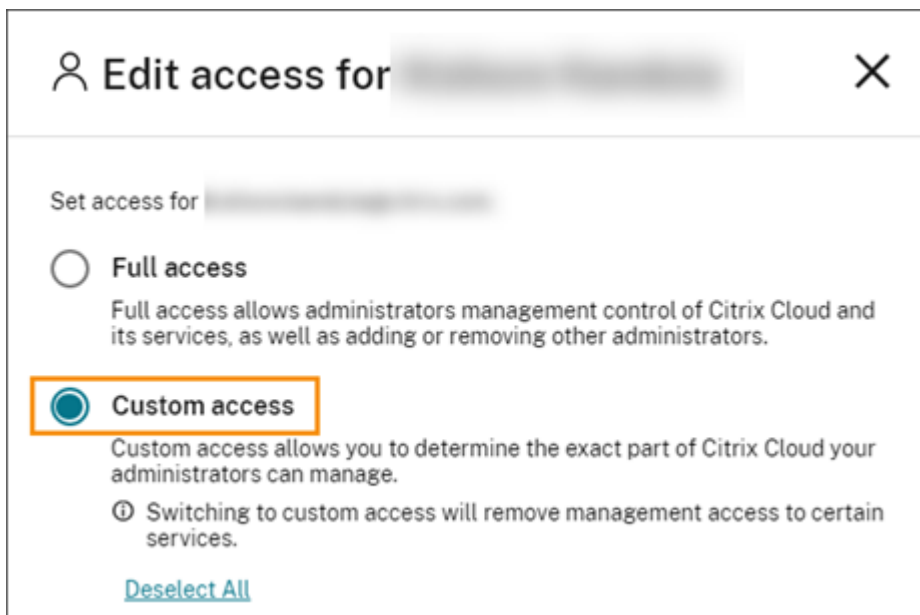 Edit access for
Set access for
Full access
Full access allows administrators management control of Citrix Cloud and
its services, as well as adding or removing other administrators.
Custom access
Custom access allows you to determine the exact part of Citrix Cloud your
administrators can manage.
Switching to custom access will remove management access to certain
services.
Deselect All